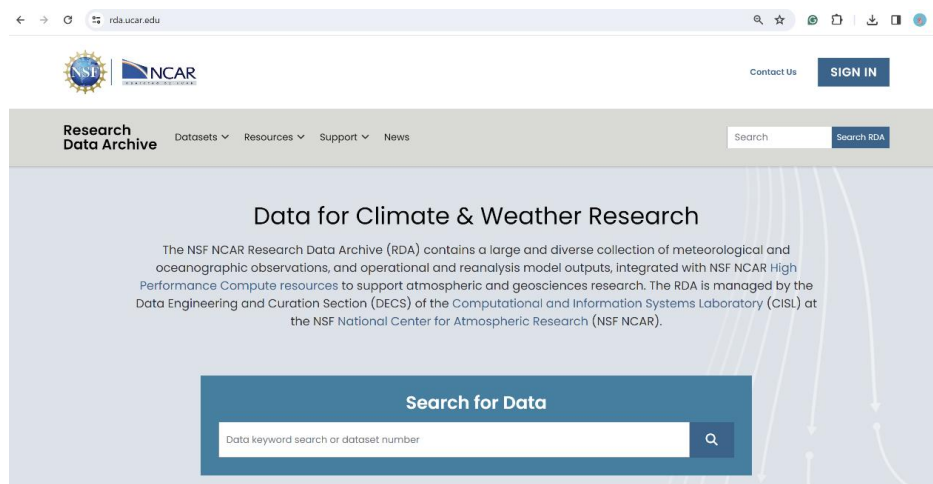 rda.ucar.edu
NSF
NCAR
Contact Us
SIGN IN
Research
Data Archive
Datasets
Resources
Support
News
Search
Search RDA
Data for Climate & Weather Research
The NSF NCAR Research Data Archive (RDA) contains a large and diverse collection of meteorological and
oceanographic observations, and operational and reanalysis model outputs, integrated with NSF NCAR High
Performance Compute resources to support atmospheric and geosciences research. The RDA is managed by the
Data Engineering and Curation Section (DECS) of the Computational and Information Systems Laboratory (CISL) at
the NSF National Center for Atmospheric Research (NSF NCAR).
Search for Data
Data keyword search or dataset number